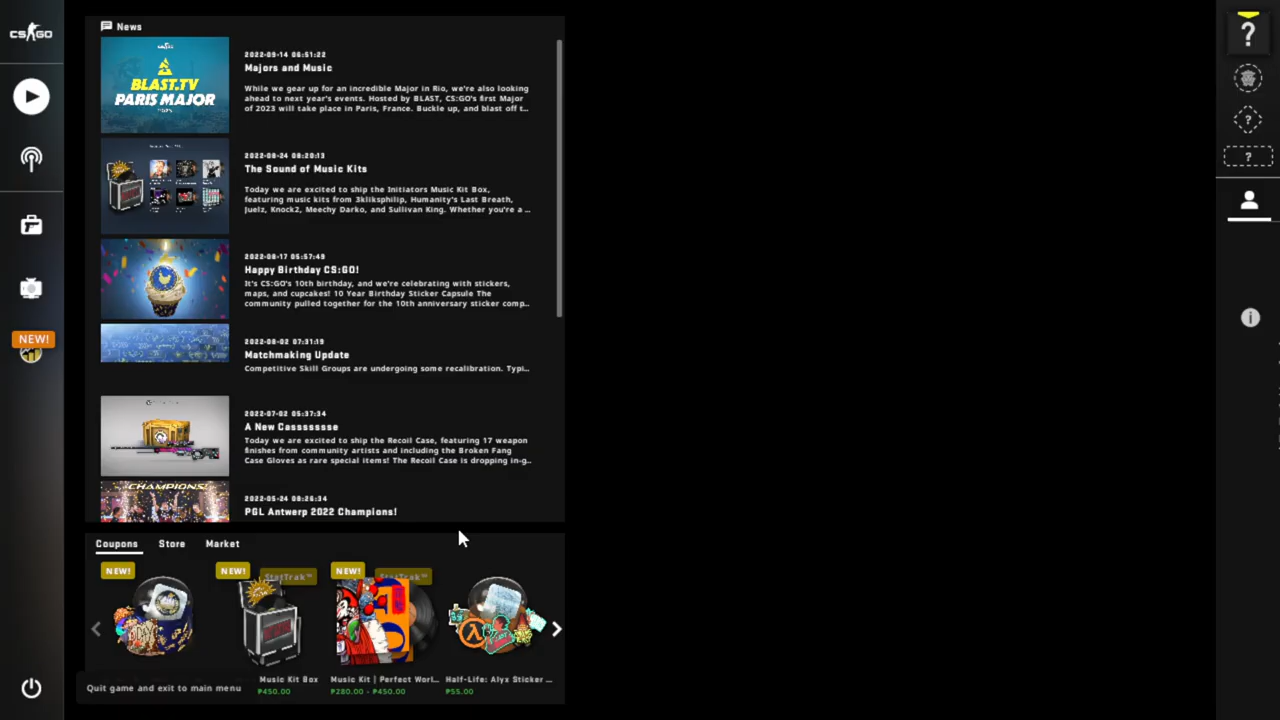 CS GO
News
BLAST.TV
PARIS MAJOR
2022-09-14 06:51:22
Majors and Music
While we gear up for an incredible Major in Rio, we're also looking
ahead to next year's events. Hosted by BLAST, CS:GO's first Major
of 2023 will take place in Paris, France. Buckle up, and blast off t...
2022-08-24 08:20:13
The Sound of Music Kits
Today we are excited to ship the Initiators Music Kit Box,
featuring music kits from 3kliksphilip, Humanity's Last Breath,
Juelz, Knock2, Meechy Darko, and Sullivan King. Whether you're a ...
2022-08-17 05:57:49
Happy Birthday CS:GO!
It's CS:GO's 10th birthday, and we're celebrating with stickers,
maps, and cupcakes! 10 Year Birthday Sticker Capsule The
community pulled together for the 10th anniversary sticker comp...
2022-08-02 07:31:19
Matchmaking Update
Competitive Skill Groups are undergoing some recalibration. Typi...
NEW!
2022-07-02 05:37:34
A New Casssssse
Today we are excited to ship the Recoil Case, featuring 17 weapon
finishes from community artists and including the Broken Fang
Case Gloves as rare special items! The Recoil Case is dropping in-g...
CHAMPIONS!
2022-05-24 08:26:34
PGL Antwerp 2022 Champions!
Coupons Store Market
NEW! NEW! StatTrak™ NEW! StatTrak™
Music Kit Box Music Kit | Perfect Worl... Half-Life: Alyx Sticker ...
₱450.00 ₱280.00 - ₱450.00 ₱55.00
Quit game and exit to main menu